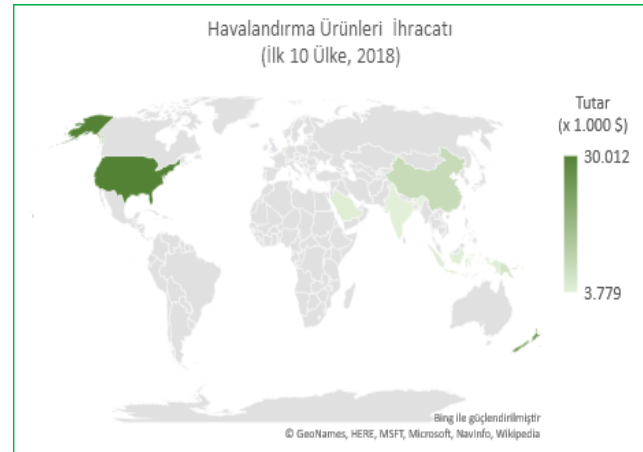 Havalandırma Ürünleri İhracatı
(İlk 10 Ülke, 2018)
Tutar
(x 1.000 $)
30.012
3.779
Bing ile güçlendirilmiştir
© GeoNames, HERE, MSFT, Microsoft, NavInfo, Wikipedia